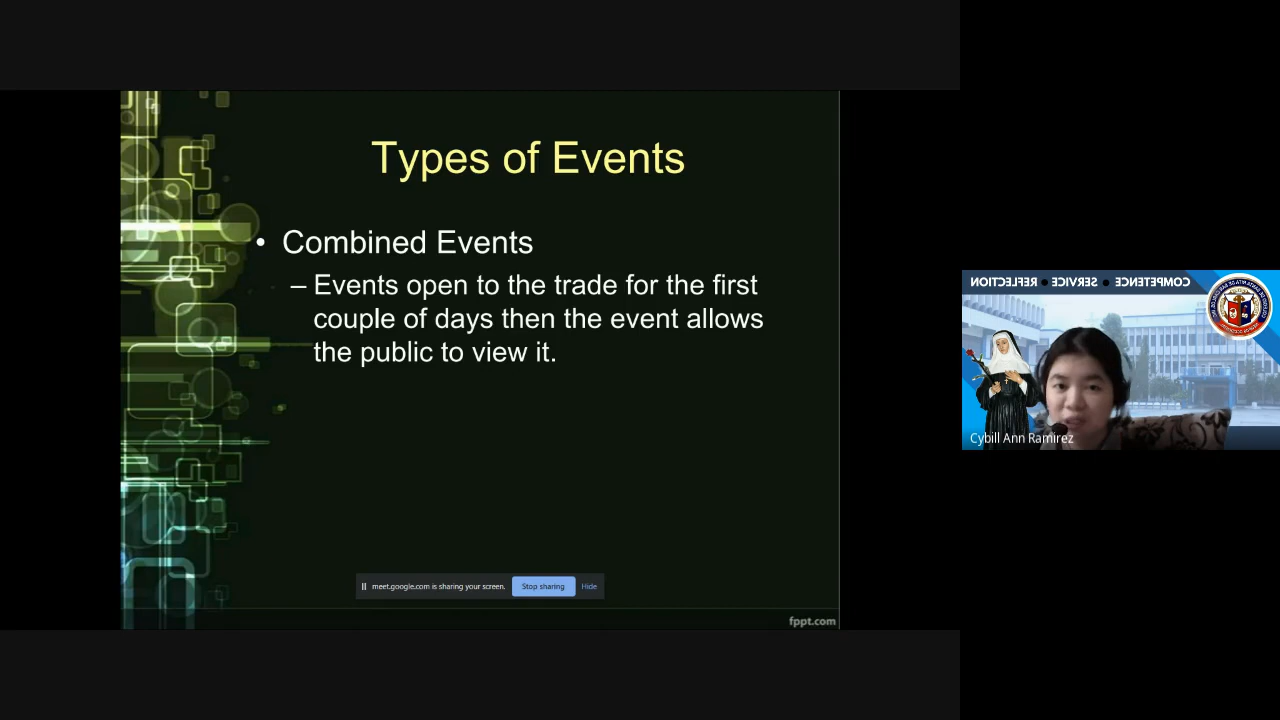 Types of Events
• Combined Events
– Events open to the trade for the first
couple of days then the event allows
the public to view it.
meet.google.com is sharing your screen. Stop sharing Hide
fppt.com
COMPETENCE • SERVICE • REFLECTION
Cybill Ann Ramirez